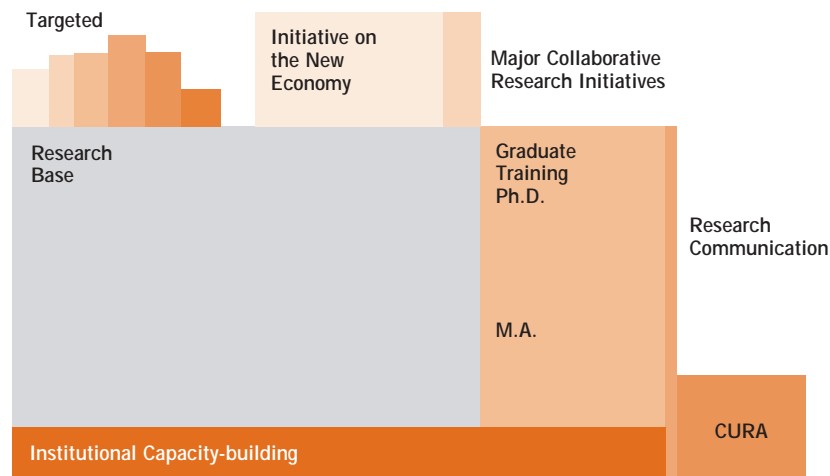 Targeted
Initiative on
the New
Economy
Major Collaborative
Research Initiatives
Research
Base
Graduate
Training
Ph.D.
M.A.
Research
Communication
CURA
Institutional Capacity-building